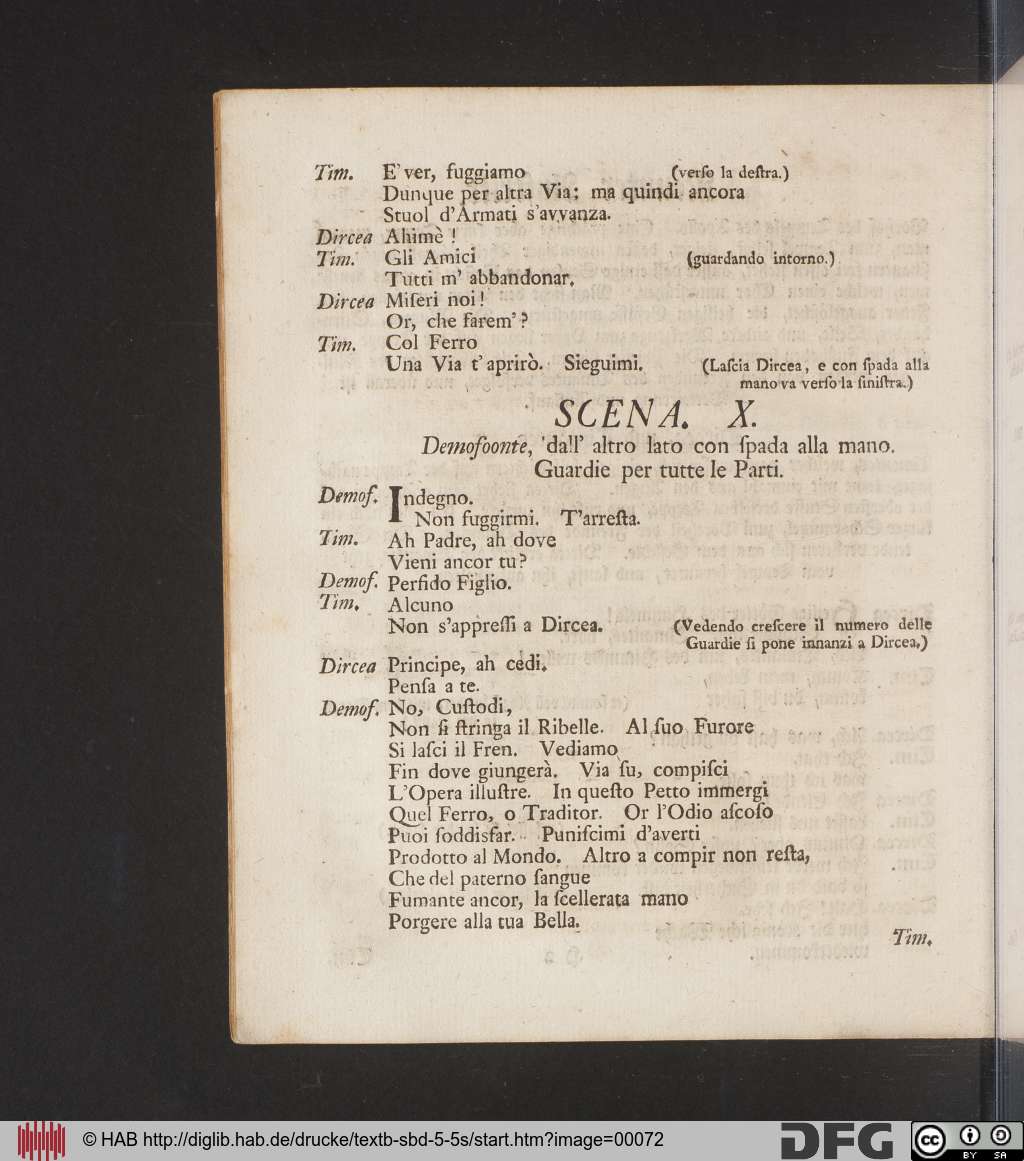 Tim. E'ver, fuggiamo (verſo la deſtra.)
Dunque per altra Via; ma quindi ancora
Stuol d'Armati s'avvanza.
Dircea Ahimè !
Tim. Gli Amici (guardando intorno.)
Tutti m' abbandonar.
Dircea Miſeri noi !
Or, che farem' ?
Tim. Col Ferro
Una Via t'aprirò. Sieguimi. (Laſcia Dircea, e con ſpada alla
mano va verſo la ſiniſtra.)
SCENA. X.
Demofoonte, dall' altro lato con ſpada alla mano.
Guardie per tutte le Parti.
Demof. Indegno.
Non fuggirmi. T'arreſta.
Tim. Ah Padre, ah dove
Vieni ancor tu?
Demof. Perfido Figlio.
Tim. Alcuno
Non s'appreſſi a Dircea. (Vedendo creſcere il numero delle
Guardie ſi pone innanzi a Dircea.)
Dircea Principe, ah cedi.
Penſa a te.
Demof. No, Cuſtodi,
Non ſi ſtringa il Ribelle. Al ſuo Furore
Si laſci il Fren. Vediamo
Fin dove giungerà. Via ſu, compiſci
L'Opera illuſtre. In queſto Petto immergi
Quel Ferro, o Traditor. Or l'Odio aſcoſo
Puoi ſoddisfar. Puniſcimi d'averti
Prodotto al Mondo. Altro a compir non reſta,
Che del paterno ſangue
Fumante ancor, la ſcellerata mano
Porgere alla tua Bella.
Tim.
© HAB http://diglib.hab.de/drucke/textb-sbd-5-5s/start.htm?image=00072
DFG
cc BY SA